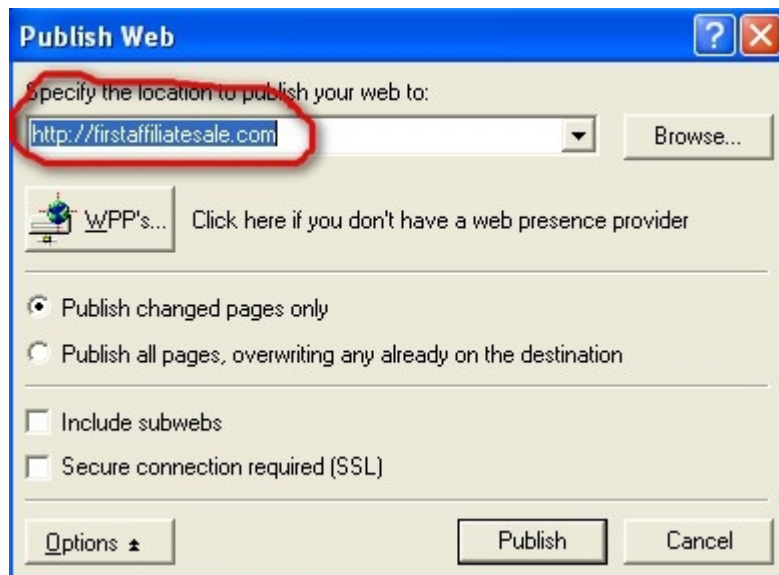 Publish Web
Specify the location to publish your web to:
http://firstaffiliatesale.com
Browse...
WPP's...
Click here if you don't have a web presence provider
Publish changed pages only
Publish all pages, overwriting any already on the destination
Include subwebs
Secure connection required (SSL)
Options
Publish
Cancel